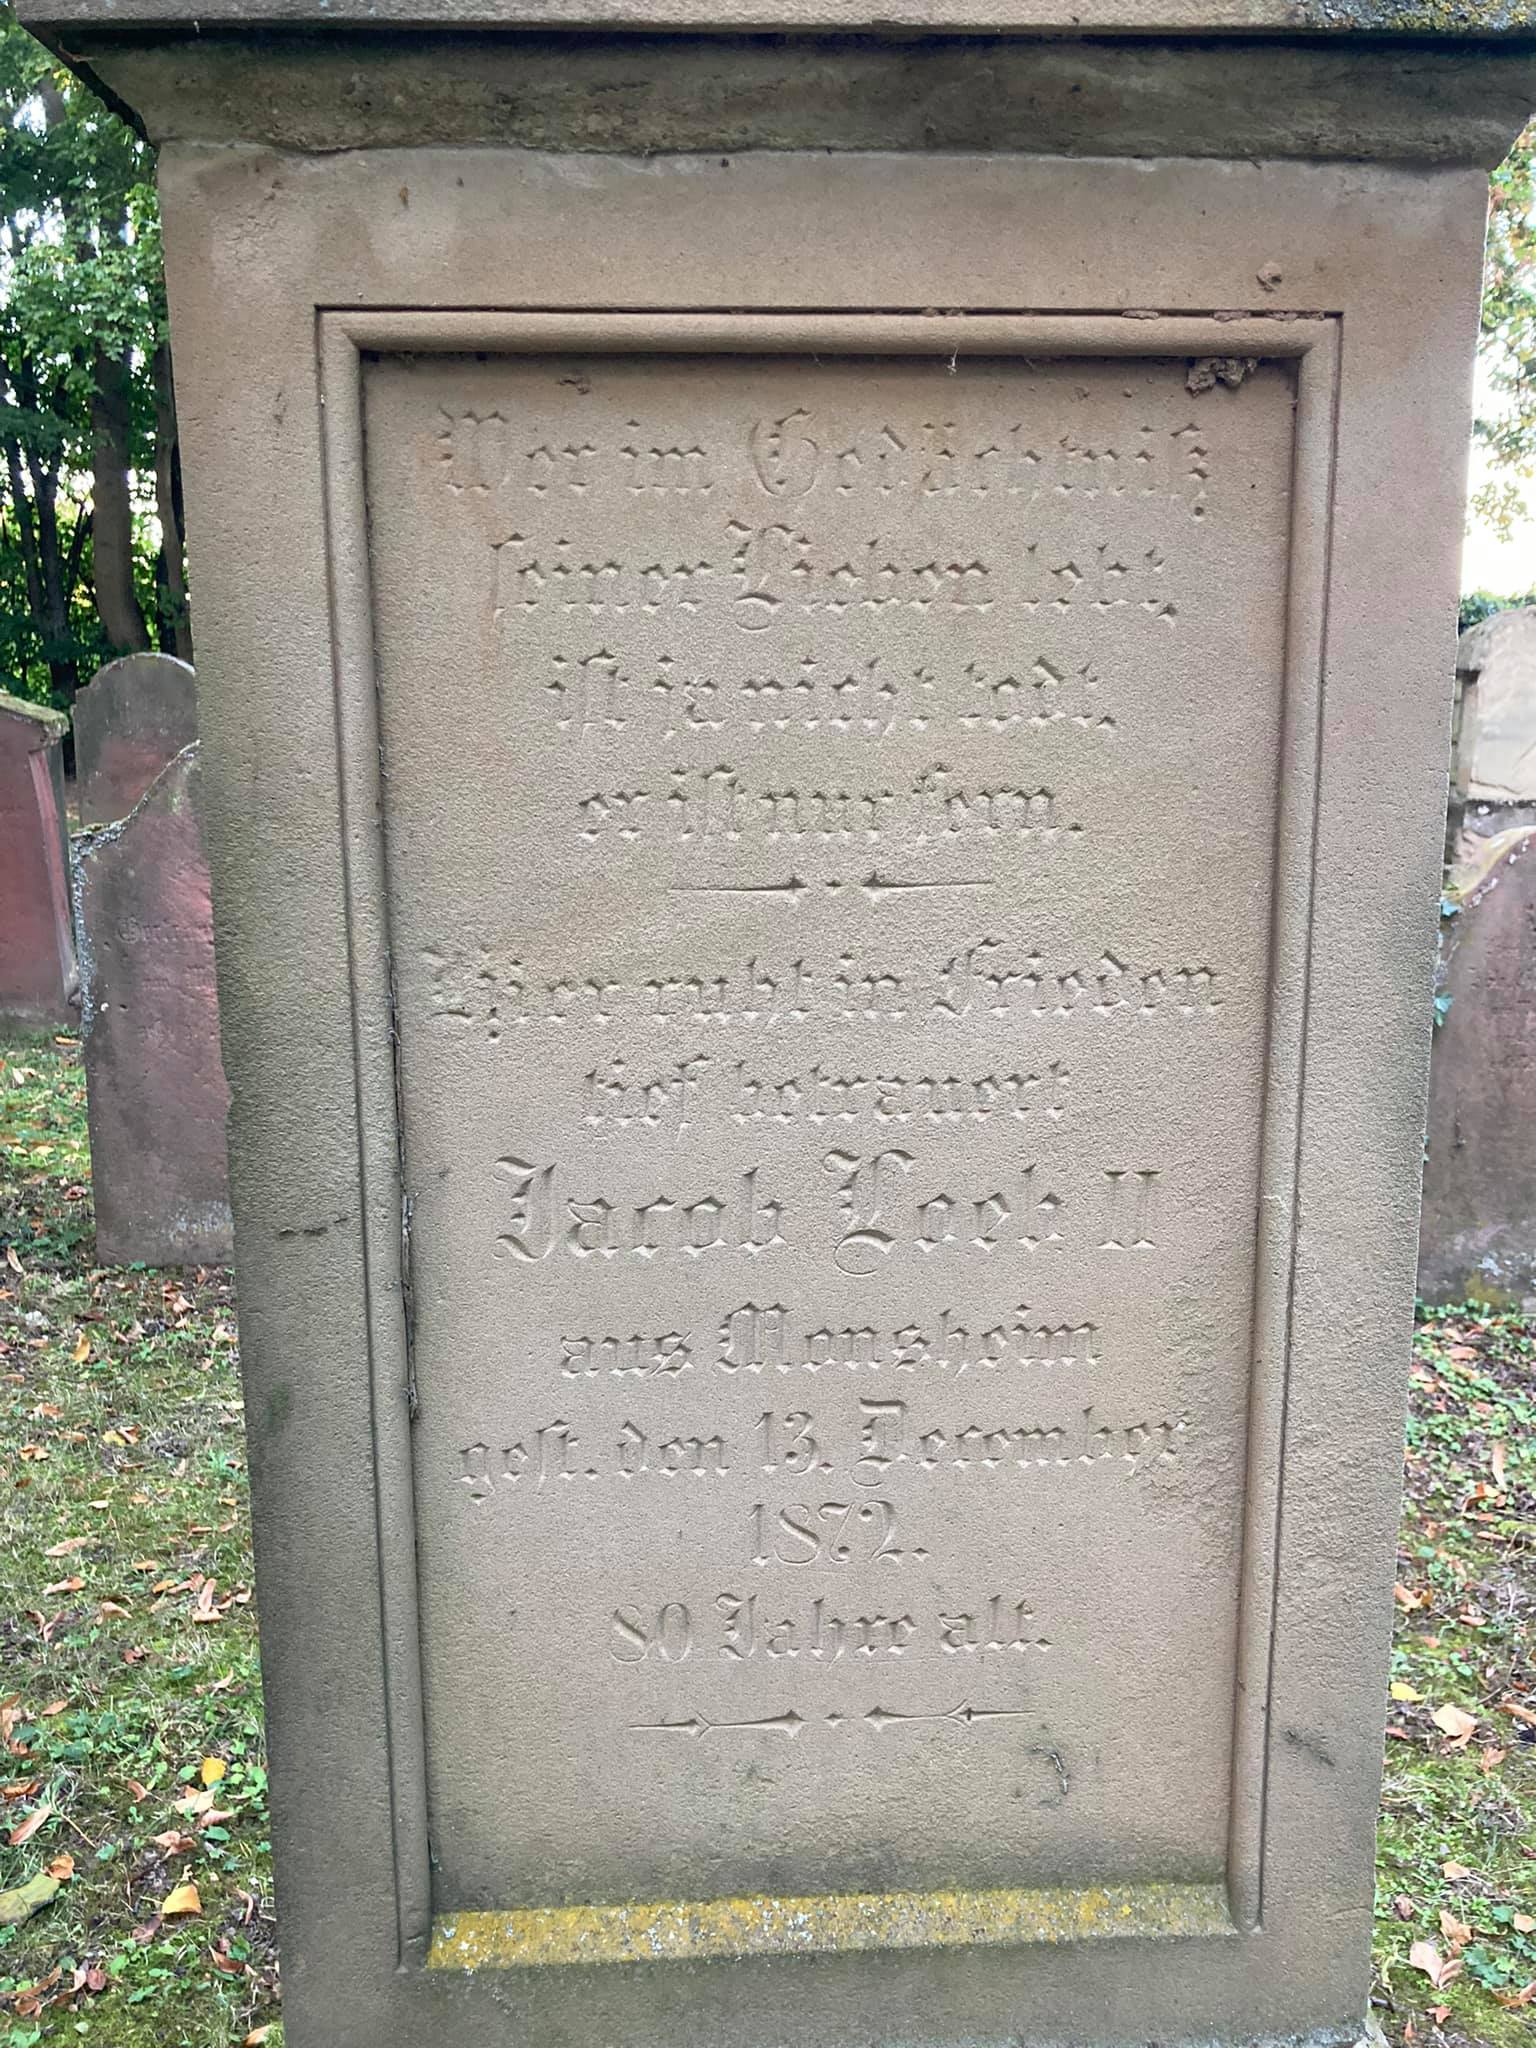 Wer im Gedächtniß
seiner Lieben lebt,
ist ja nicht todt,
er ist nur fern.
Hier ruht in Frieden
tief betrauert
Jacob Loeb II
aus Monsheim
gest. den 13. December
1872.
80 Jahre alt.